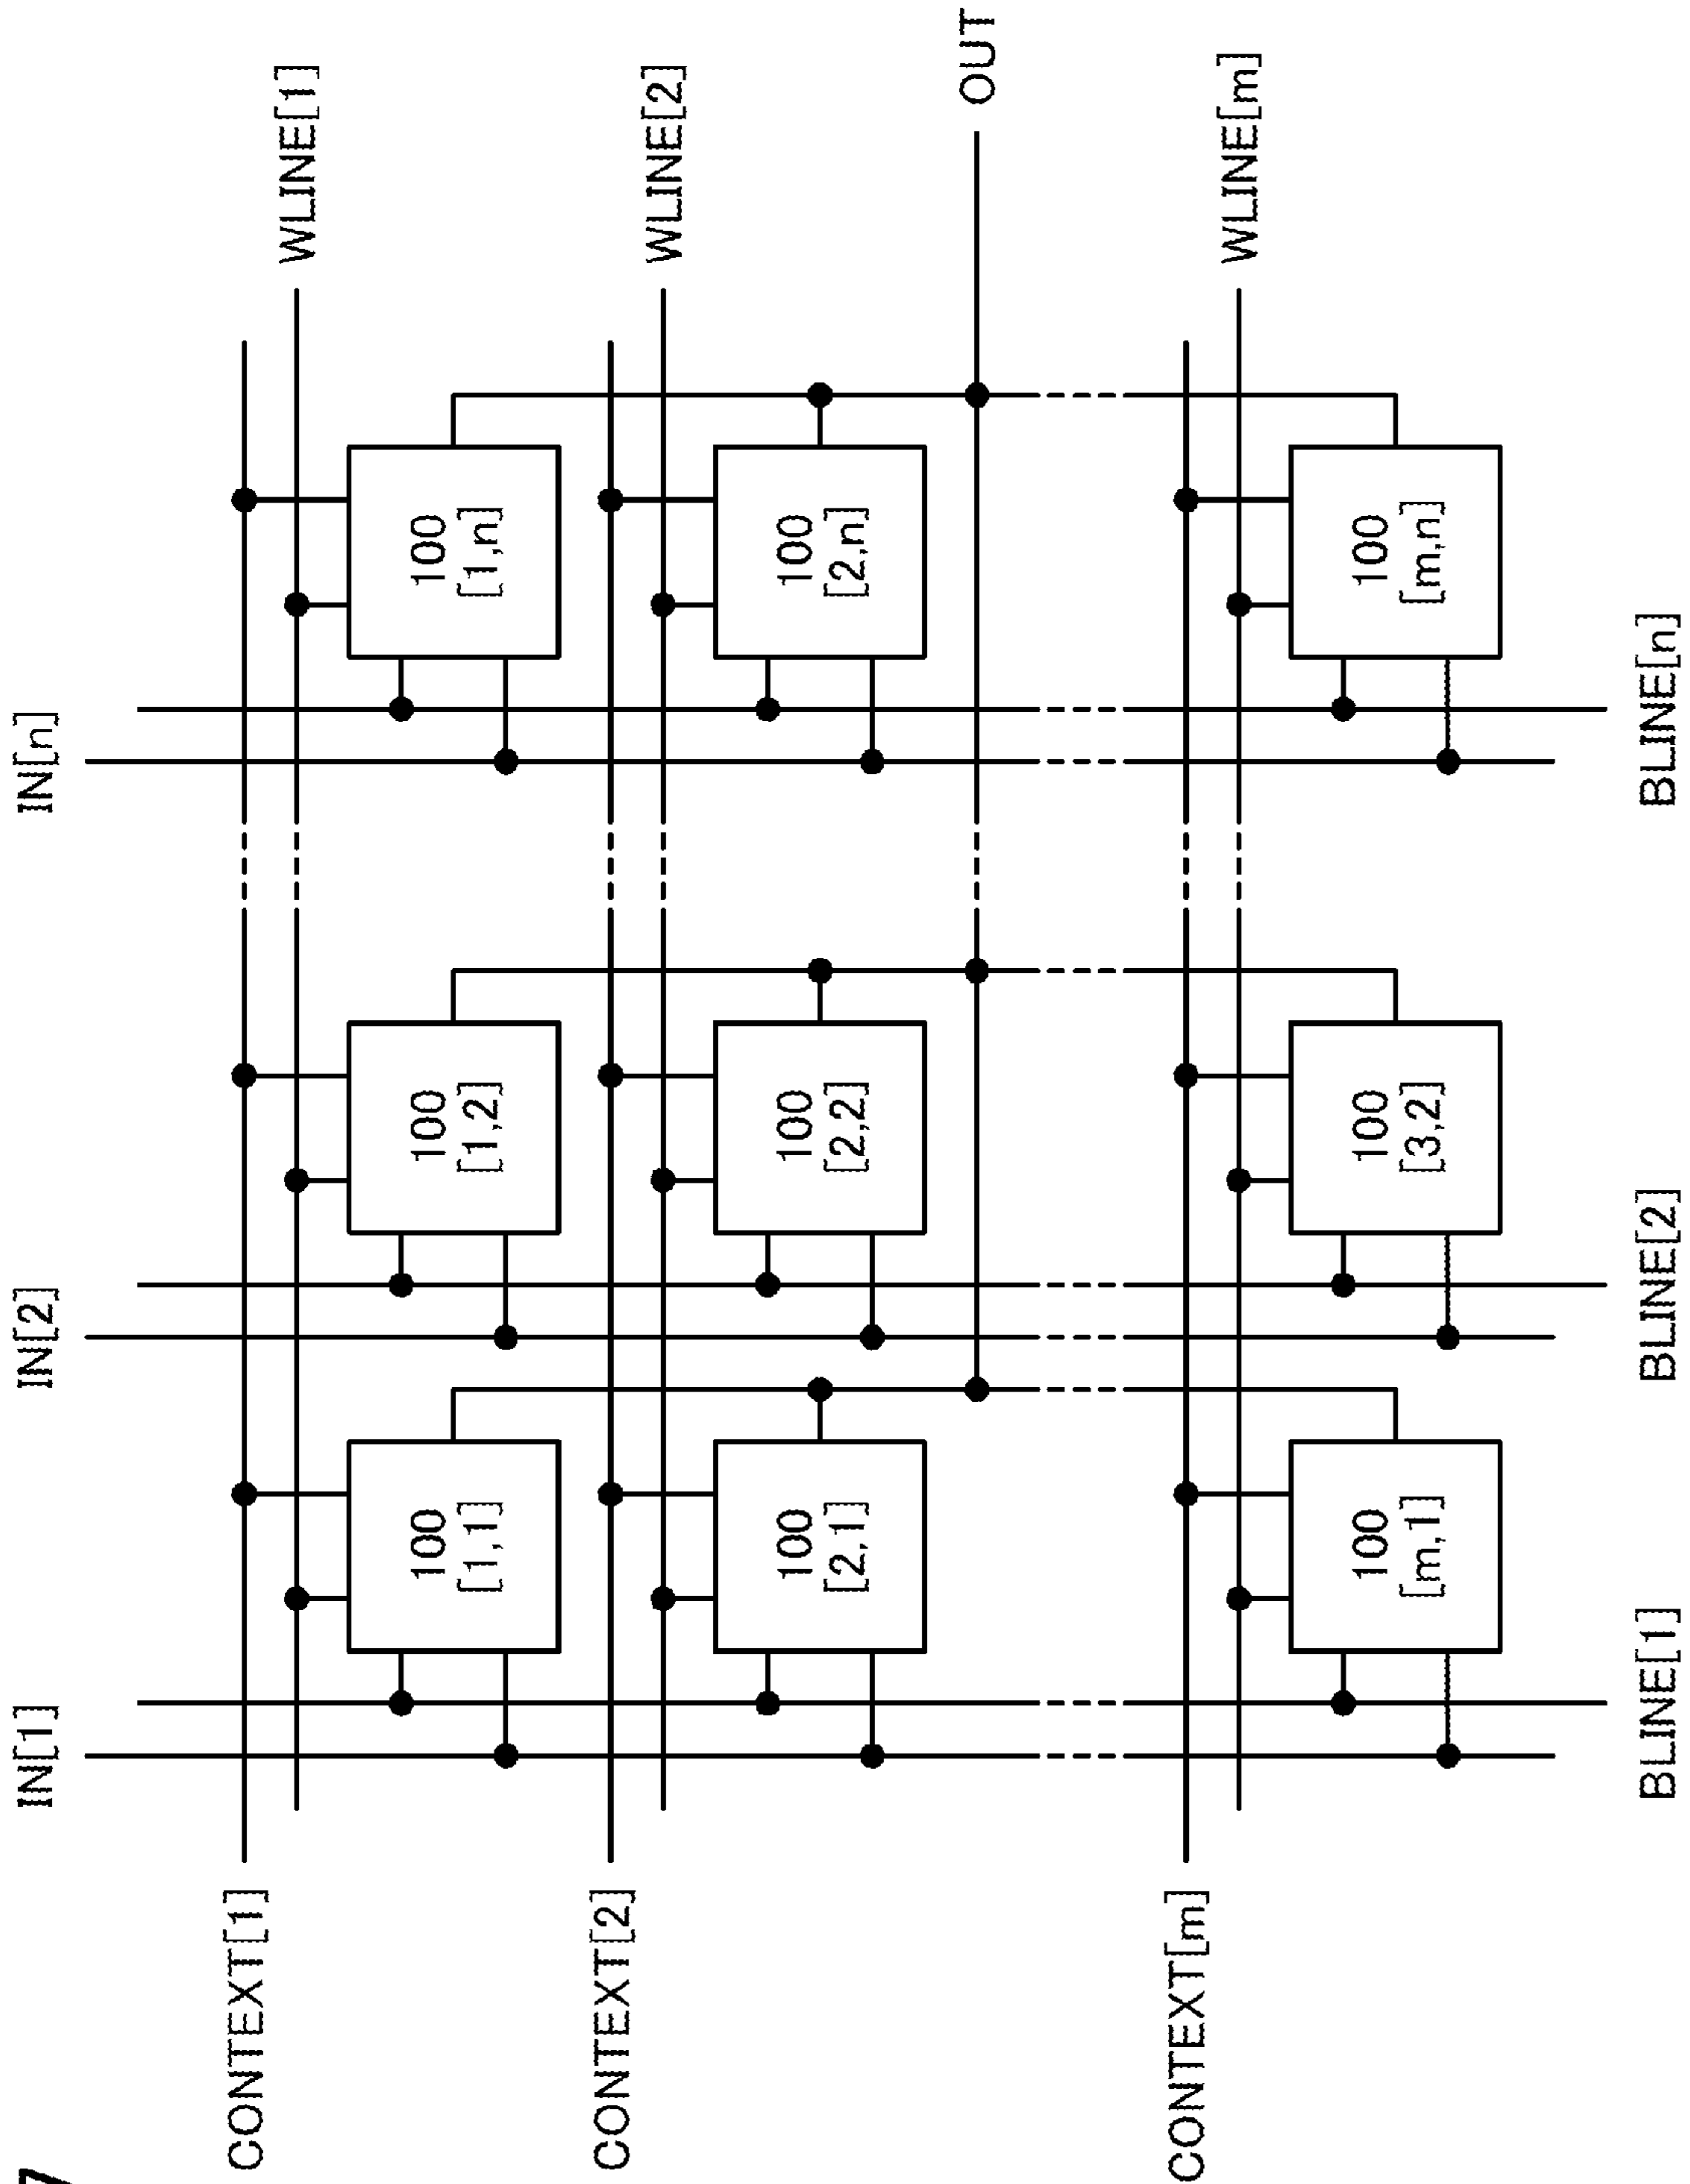 IN[1]
IN[2]
IN[n]
CONTEXT[1]
WLINE[1]
100
[1,1]
100
[1,2]
100
[1,n]
CONTEXT[2]
WLINE[2]
100
[2,1]
100
[2,2]
100
[2,n]
OUT
CONTEXT[m]
WLINE[m]
100
[m,1]
100
[3,2]
100
[m,n]
BLINE[1]
BLINE[2]
BLINE[n]